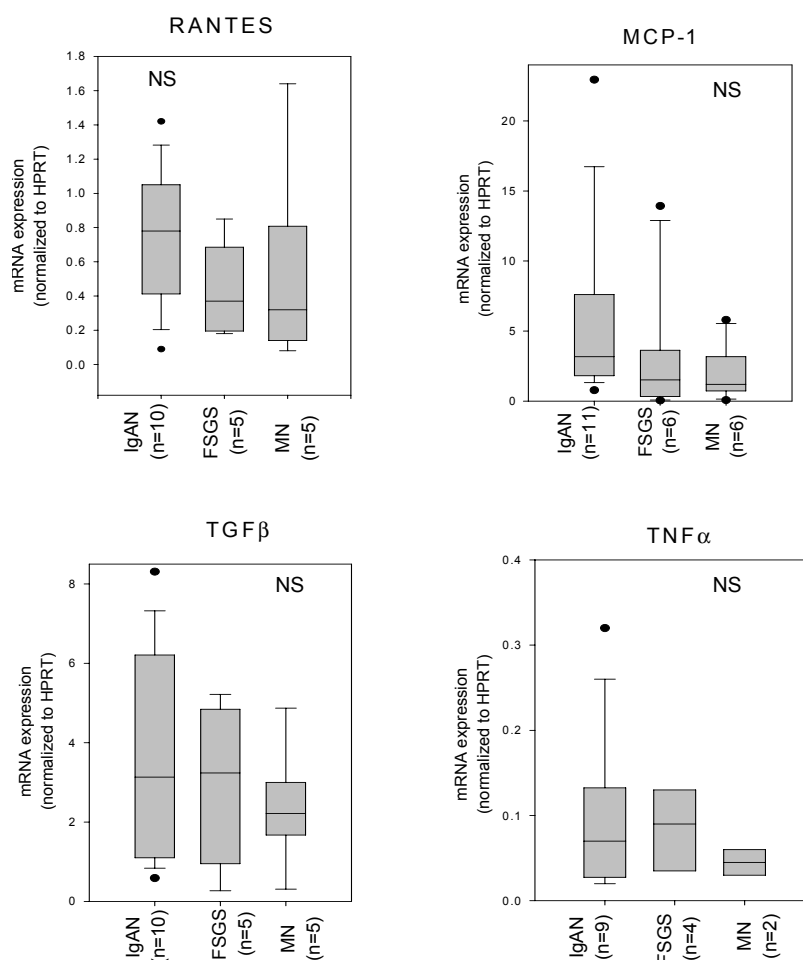 RANTES
mRNA expression
(normalized to HPRT)
1.8
1.6
1.4
1.2
1.0
0.8
0.6
0.4
0.2
0.0
NS
IgAN
(n=10)
FSGS
(n=5)
MN
(n=5)
MCP-1
mRNA expression
(normalized to HPRT)
20
15
10
5
0
NS
IgAN
(n=11)
FSGS
(n=6)
MN
(n=6)
TGFβ
mRNA expression
(normalized to HPRT)
8
6
4
2
0
NS
IgAN
(n=10)
FSGS
(n=5)
MN
(n=5)
TNFα
mRNA expression
(normalized to HPRT)
0.4
0.3
0.2
0.1
0.0
NS
IgAN
(n=9)
FSGS
(n=4)
MN
(n=2)